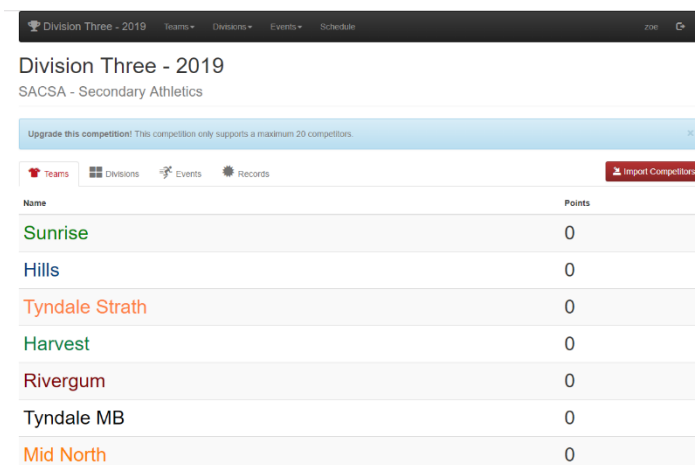 Division Three - 2019 Teams Divisions Events Schedule zoe
Division Three - 2019
SACSA - Secondary Athletics
Upgrade this competition! This competition only supports a maximum 20 competitors. ×
Teams Divisions Events Records Import Competitors
Name Points
Sunrise 0
Hills 0
Tyndale Strath 0
Harvest 0
Rivergum 0
Tyndale MB 0
Mid North 0